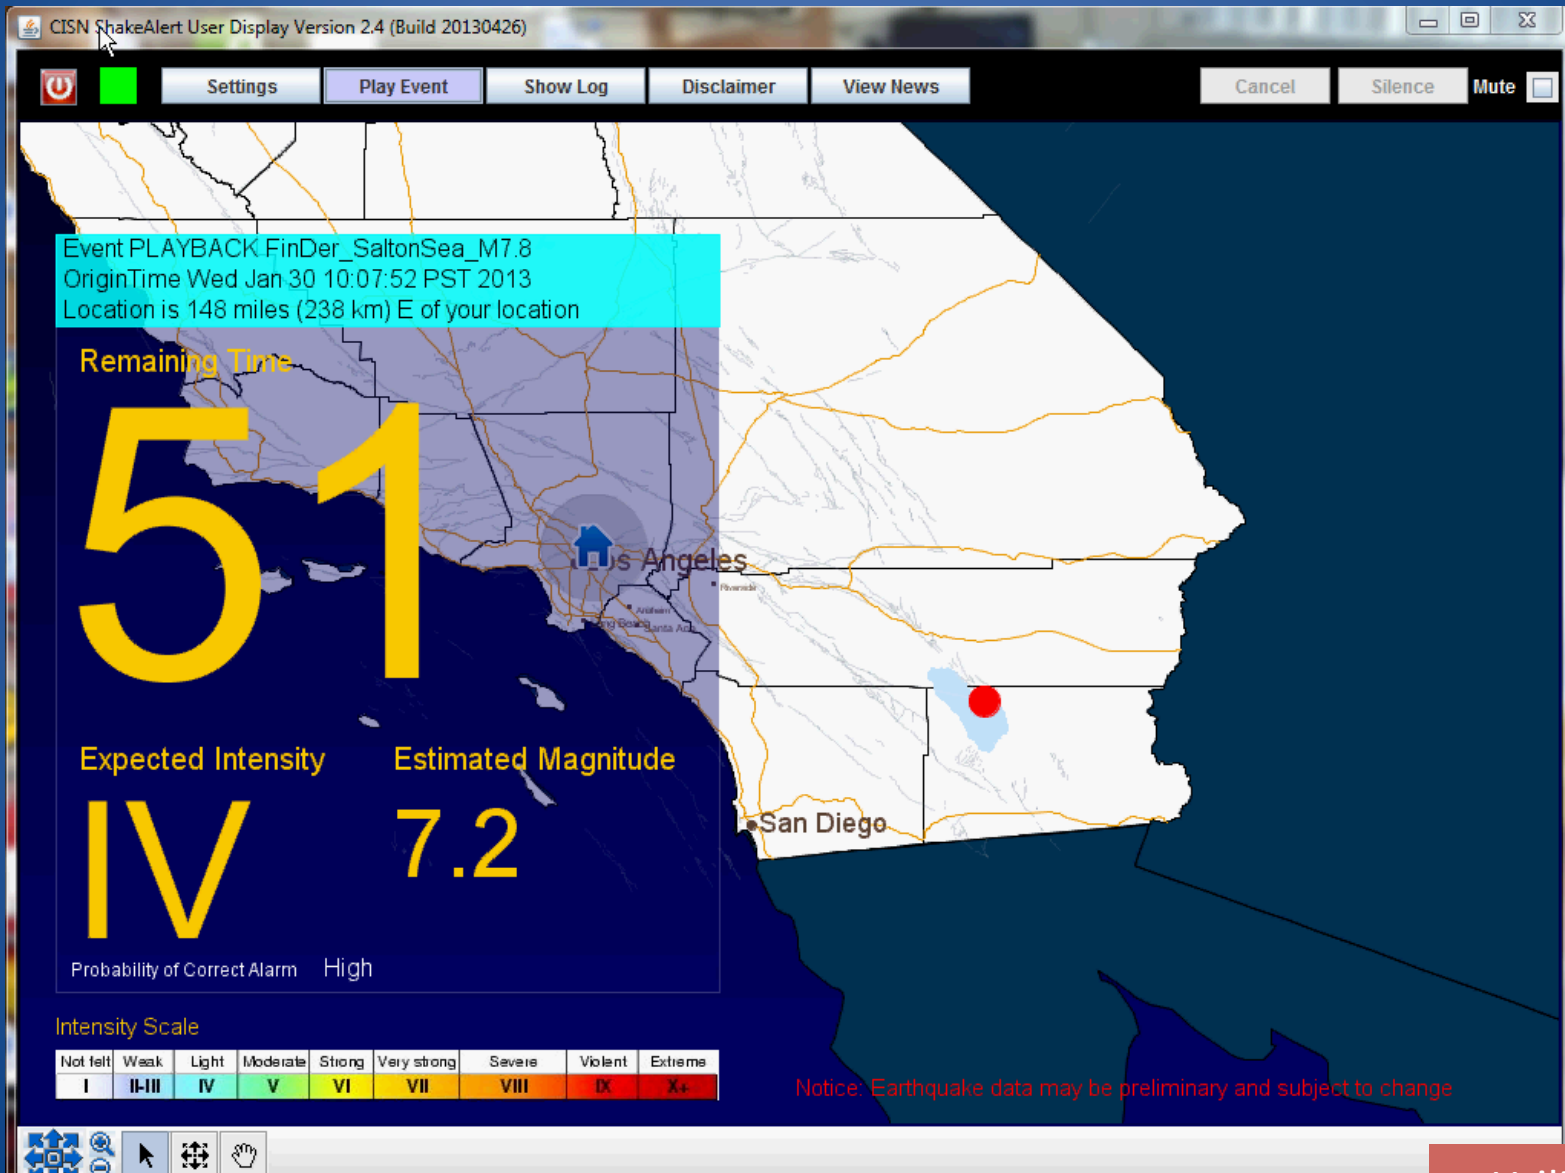 CISN ShakeAlert User Display Version 2.4 (Build 20130426)
Settings
Play Event
Show Log
Disclaimer
View News
Cancel
Silence
Mute
Event PLAYBACK FinDer_SaltonSea_M7.8
OriginTime Wed Jan 30 10:07:52 PST 2013
Location is 148 miles (238 km) E of your location
Remaining Time
51
Los Angeles
Riverside
Anaheim
Long Beach
Santa Ana
Expected Intensity
Estimated Magnitude
IV
7.2
San Diego
Probability of Correct Alarm High
Intensity Scale
Not felt Weak Light Moderate Strong Very strong Severe Violent Extreme
I II-III IV V VI VII VIII IX X+
Notice: Earthquake data may be preliminary and subject to change